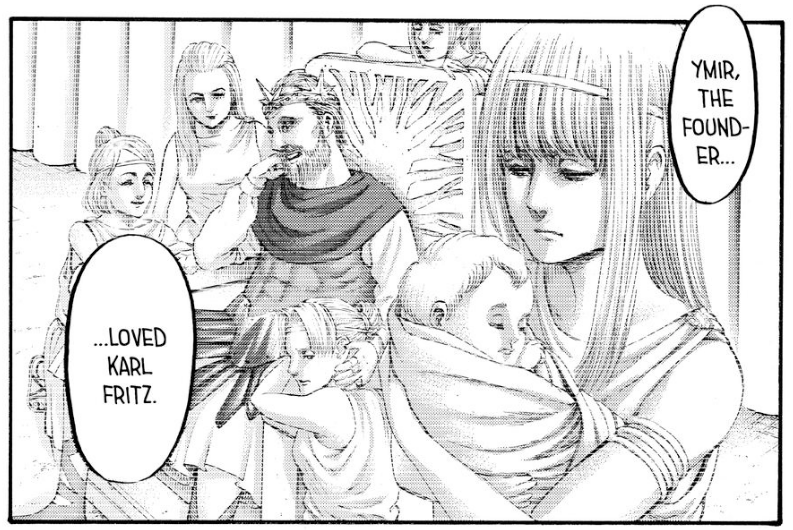 YMIR,
THE
FOUND-
ER...
...LOVED
KARL
FRITZ.